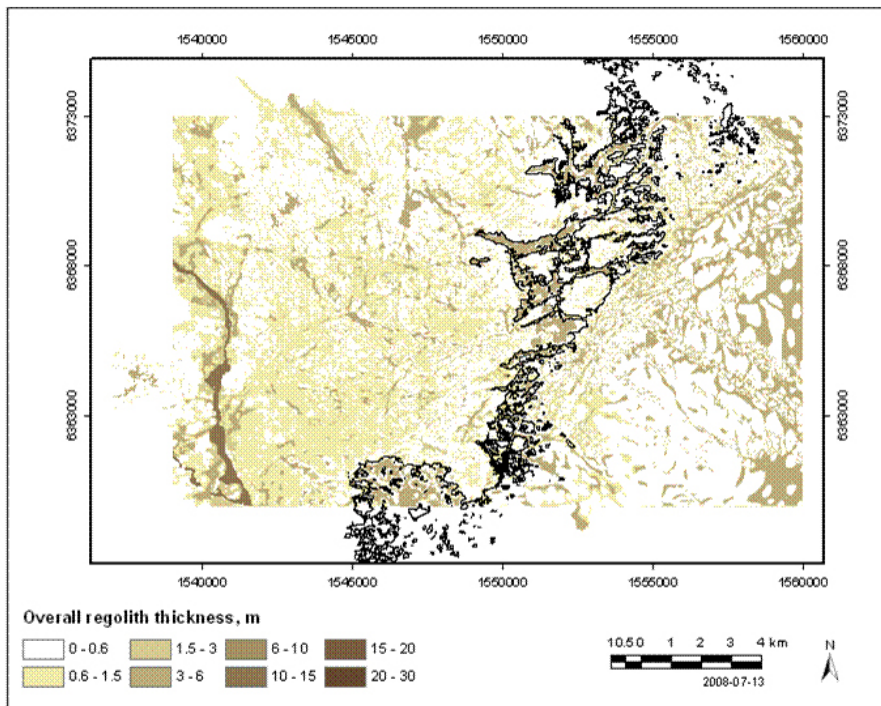 1540000 1545000 1550000 1555000 1560000
6373000 6373000
6368000 6368000
6363000 6363000
1540000 1545000 1550000 1555000 1560000
Overall regolith thickness, m
0 - 0.6 1.5 - 3 6 - 10 15 - 20
0.6 - 1.5 3 - 6 10 - 15 20 - 30
10.5 0 1 2 3 4 km
2008-07-13
N